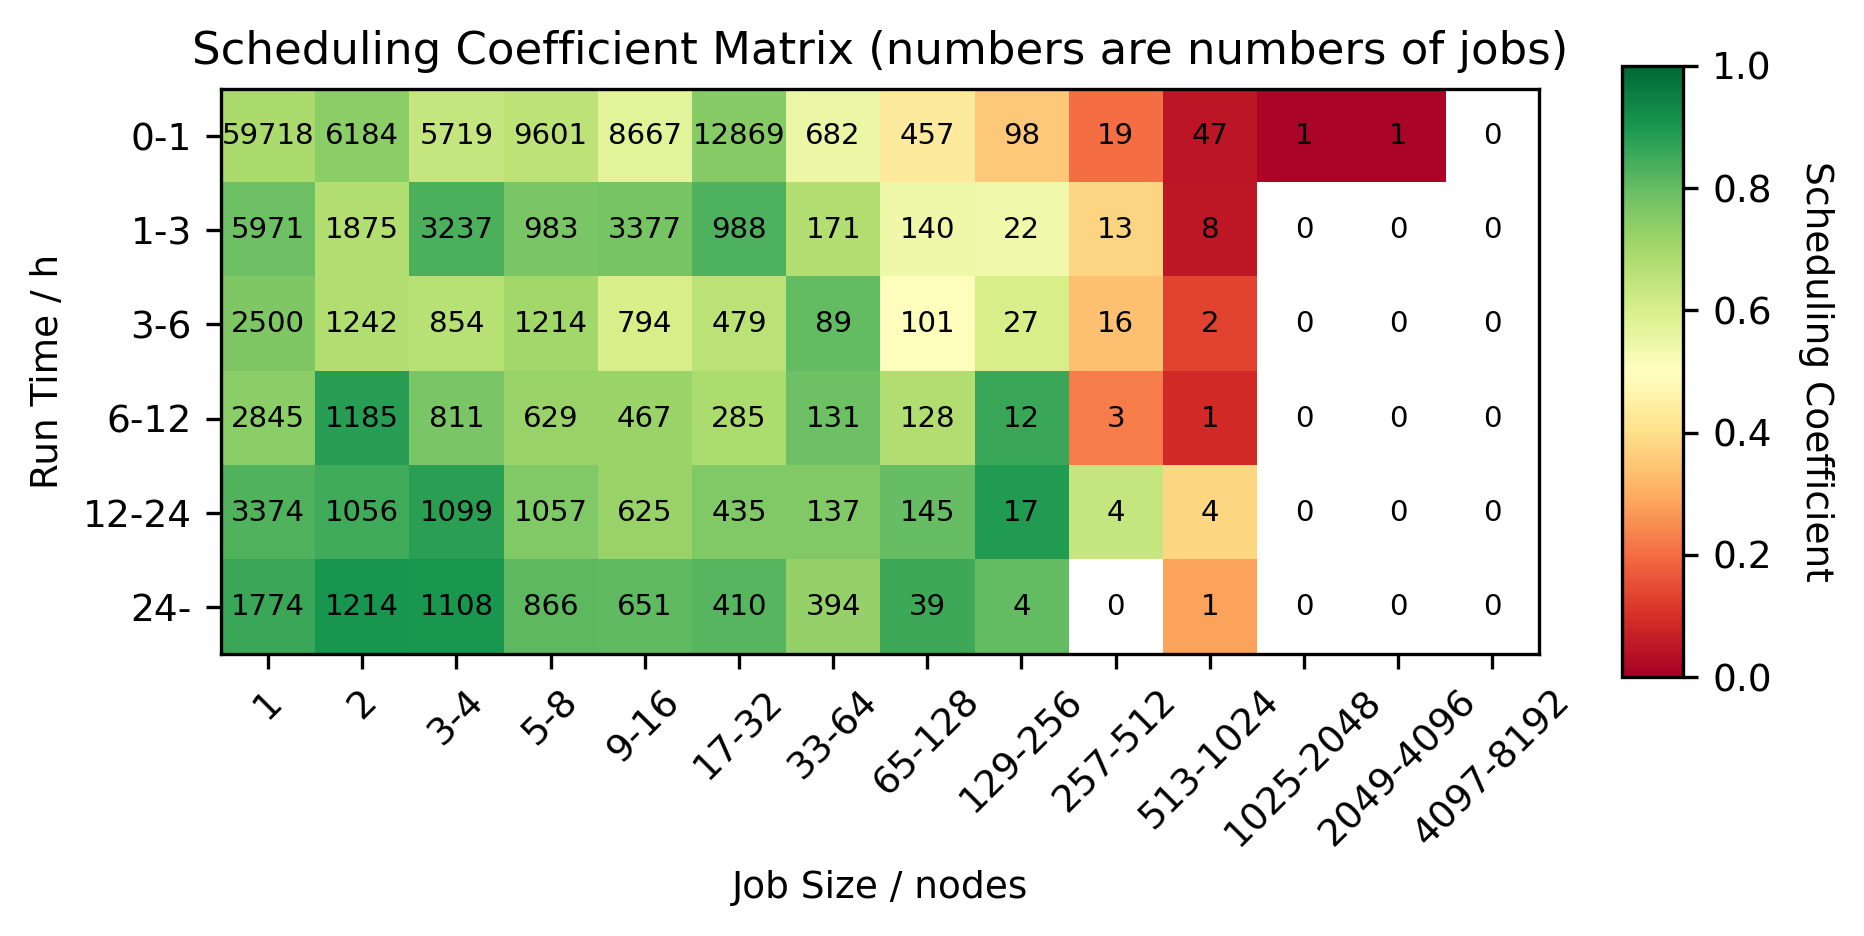 Scheduling Coefficient Matrix (numbers are numbers of jobs)
0-1 59718 6184 5719 9601 8667 12869 682 457 98 19 47 1 1 0
1-3 5971 1875 3237 983 3377 988 171 140 22 13 8 0 0 0
3-6 2500 1242 854 1214 794 479 89 101 27 16 2 0 0 0
6-12 2845 1185 811 629 467 285 131 128 12 3 1 0 0 0
12-24 3374 1056 1099 1057 625 435 137 145 17 4 4 0 0 0
24- 1774 1214 1108 866 651 410 394 39 4 0 1 0 0 0
Run Time / h
1 2 3-4 5-8 9-16 17-32 33-64 65-128 129-256 257-512 513-1024 1025-2048 2049-4096 4097-8192
Job Size / nodes
1.0
0.8
0.6
0.4
0.2
0.0
Scheduling Coefficient